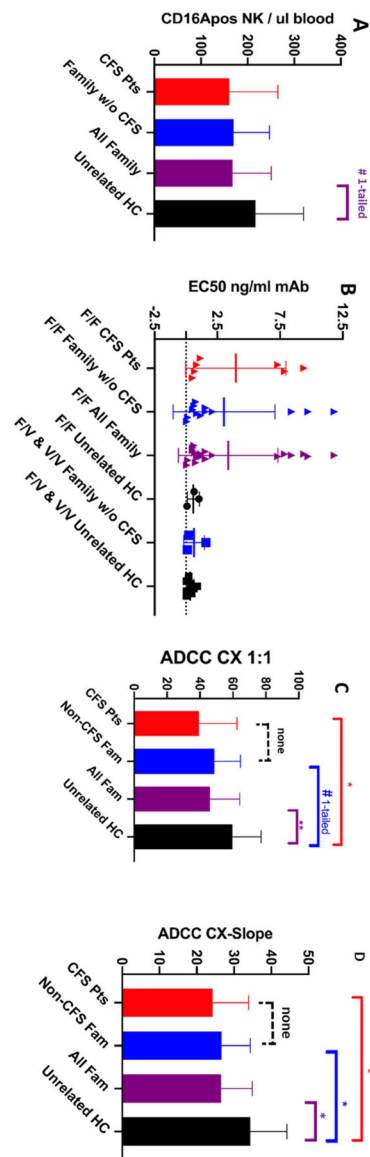 A
CD16Apos NK / ul blood
0
100
200
300
400
# 1-tailed
CFS Pts
Family w/o CFS
All Family
Unrelated HC
B
EC50 ng/ml mAb
-2.5
2.5
7.5
12.5
F/F CFS Pts
F/F Family w/o CFS
F/F All Family
F/F Unrelated HC
F/V & V/V Family w/o CFS
F/V & V/V Unrelated HC
C
ADCC CX 1:1
0
20
40
60
80
100
*
# 1-tailed
**
none
CFS Pts
Non-CFS Fam
All Fam
Unrelated HC
D
ADCC CX-Slope
0
10
20
30
40
50
*
*
*
none
CFS Pts
Non-CFS Fam
All Fam
Unrelated HC